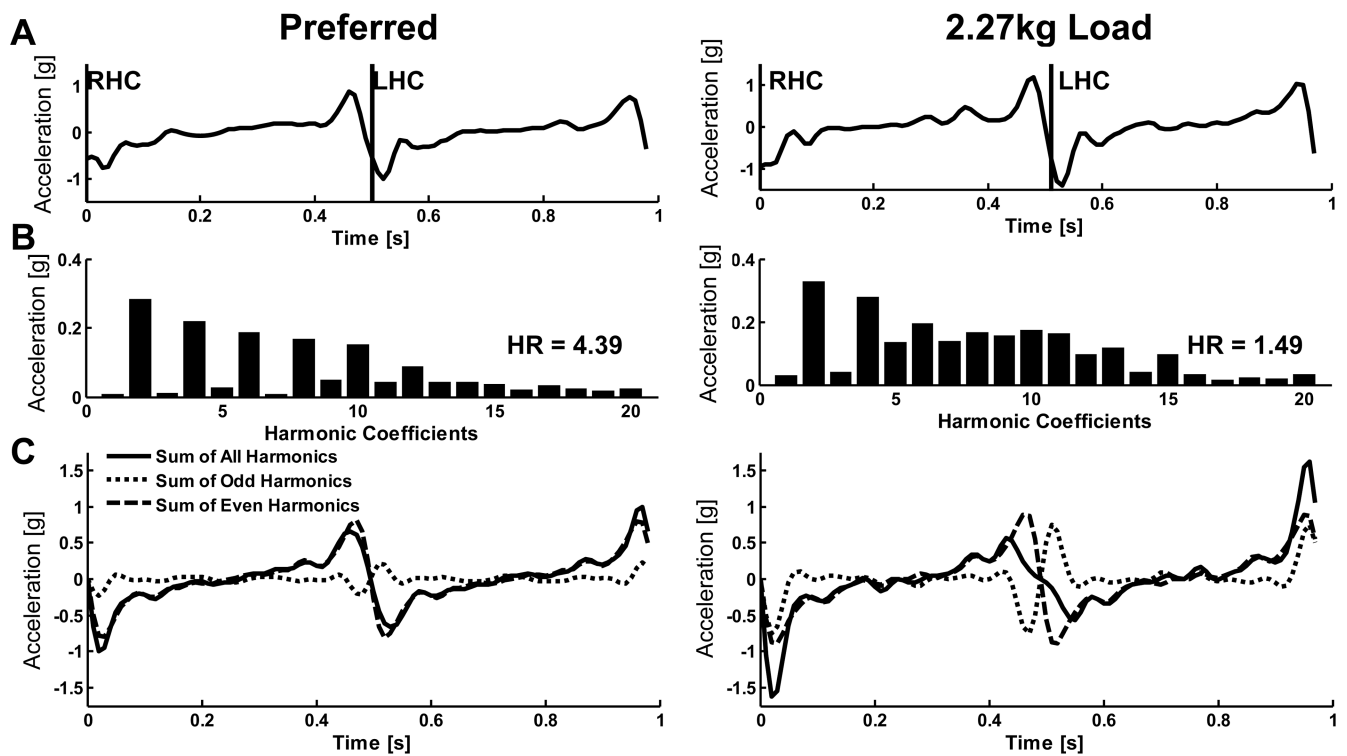 A
Preferred
2.27kg Load
Acceleration [g]
1
0
-1
RHC
LHC
0 0.2 0.4 0.6 0.8 1
Time [s]
Acceleration [g]
1
0
-1
RHC
LHC
0 0.2 0.4 0.6 0.8 1
Time [s]
B
Acceleration [g]
0.4
0.2
0
HR = 4.39
0 5 10 15 20
Harmonic Coefficients
Acceleration [g]
0.4
0.2
0
HR = 1.49
0 5 10 15 20
Harmonic Coefficients
C
Acceleration [g]
1.5
1
0.5
0
-0.5
-1
-1.5
Sum of All Harmonics
Sum of Odd Harmonics
Sum of Even Harmonics
0 0.2 0.4 0.6 0.8 1
Time [s]
Acceleration [g]
1.5
1
0.5
0
-0.5
-1
-1.5
0 0.2 0.4 0.6 0.8 1
Time [s]